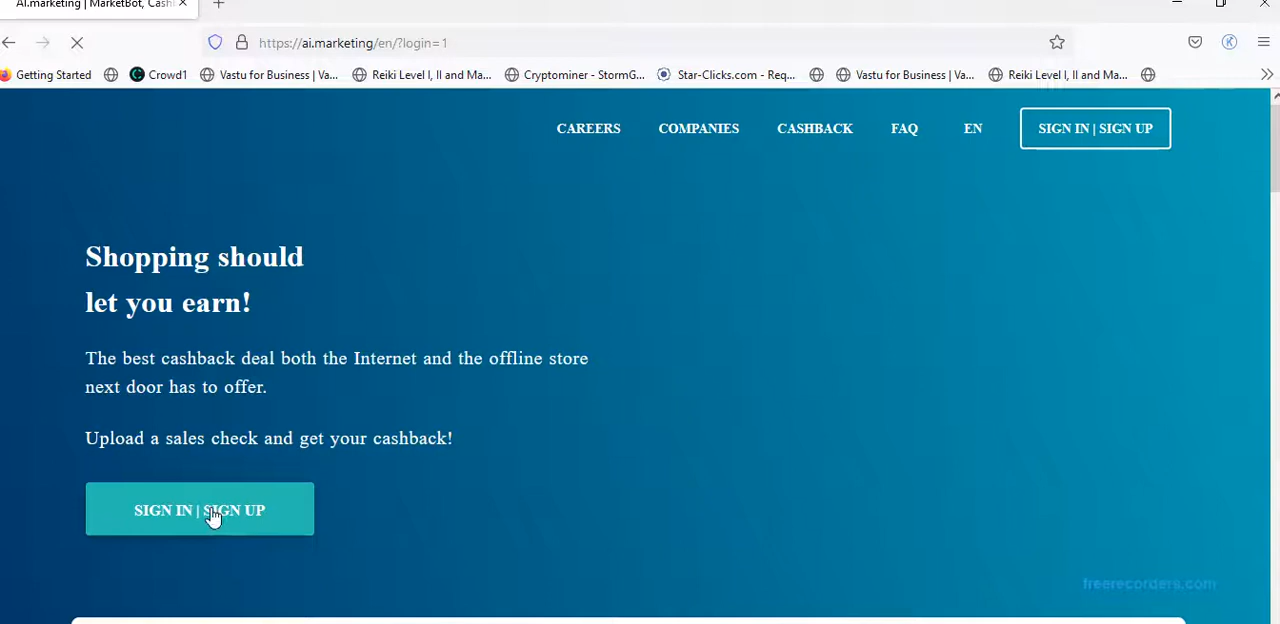 AI.marketing | MarketBot, Cash
https://ai.marketing/en/?login=1
Getting Started
Crowd1
Vastu for Business | Va...
Reiki Level I, II and Ma...
Cryptominer - StormG...
Star-Clicks.com - Req...
Vastu for Business | Va...
Reiki Level I, II and Ma...
CAREERS
COMPANIES
CASHBACK
FAQ
EN
SIGN IN | SIGN UP
Shopping should
let you earn!
The best cashback deal both the Internet and the offline store
next door has to offer.
Upload a sales check and get your cashback!
SIGN IN | SIGN UP
freerecorders.com